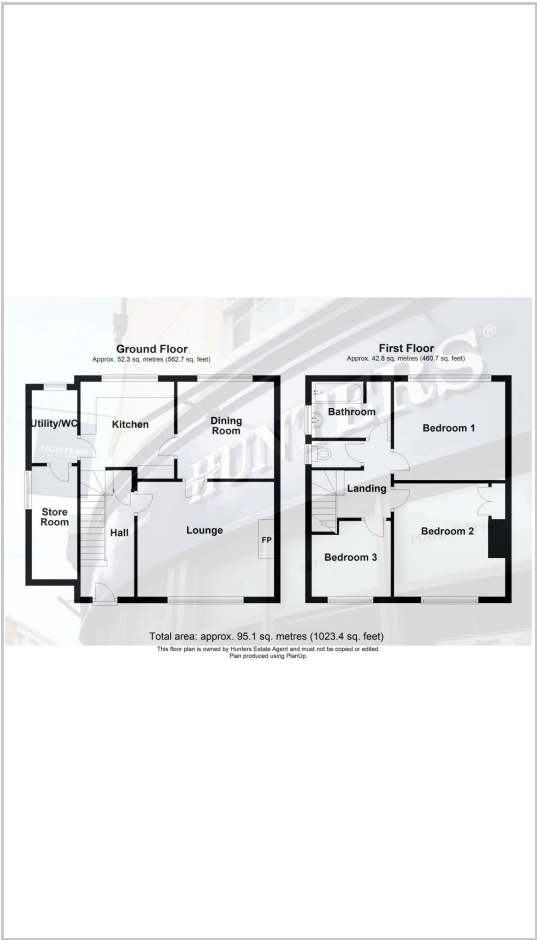 Ground Floor
Approx. 52.3 sq. metres (562.7 sq. feet)
First Floor
Approx. 42.8 sq. metres (460.7 sq. feet)
Utility/WC
Kitchen
Dining
Room
Store
Room
Hall
Lounge
FP
Bathroom
Bedroom 1
Landing
Bedroom 2
Bedroom 3
HUNTERS®
HUNTERS
Total area: approx. 95.1 sq. metres (1023.4 sq. feet)
This floor plan is owned by Hunters Estate Agent and must not be copied or edited.
Plan produced using PlanUp.